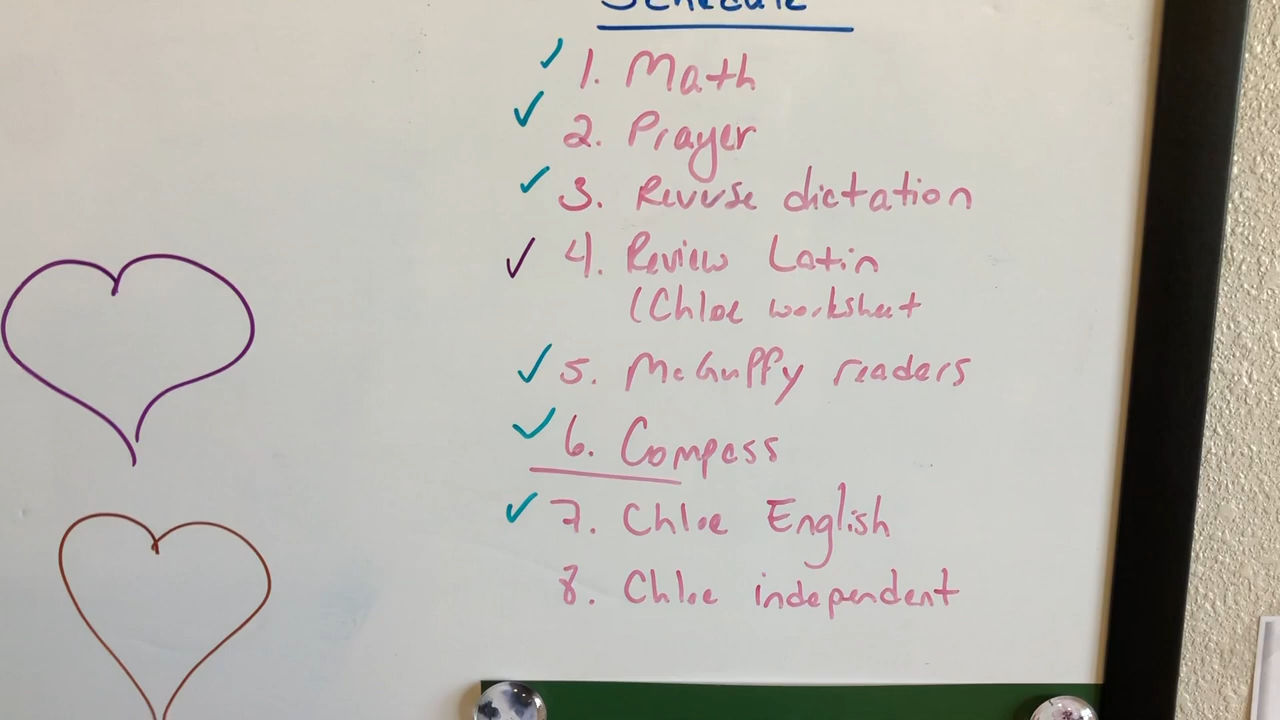 Schedule
✓ 1. Math
✓ 2. Prayer
✓ 3. Reverse dictation
✓ 4. Review Latin
(Chloe worksheet
✓ 5. McGuffy readers
✓ 6. Compass
✓ 7. Chloe English
8. Chloe independent